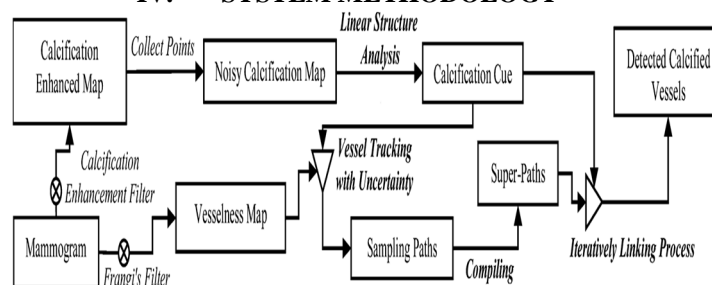 IV. SYSTEM METHODOLOGY
Calcification
Enhanced Map
Collect Points
Noisy Calcification Map
Linear Structure
Analysis
Calcification Cue
Detected Calcified
Vessels
Calcification
Enhancement Filter
Vessel Tracking
with Uncertainty
Super-Paths
Vesselness Map
Mammogram
Frangi's Filter
Sampling Paths
Compiling
Iteratively Linking Process